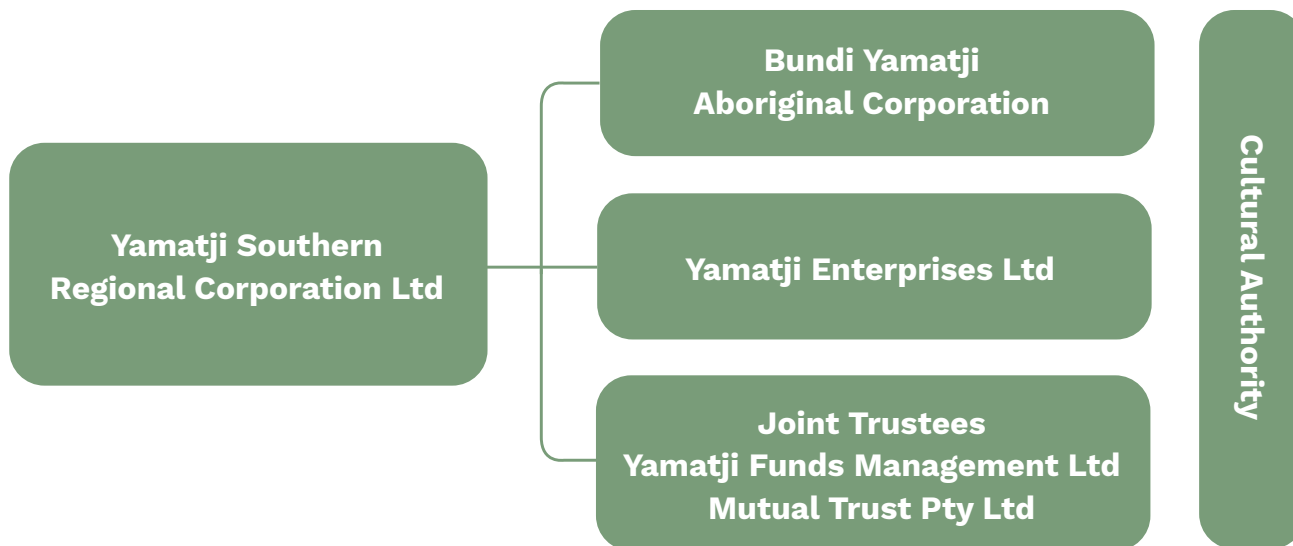 Yamatji Southern
Regional Corporation Ltd
Bundi Yamatji
Aboriginal Corporation
Yamatji Enterprises Ltd
Joint Trustees
Yamatji Funds Management Ltd
Mutual Trust Pty Ltd
Cultural Authority